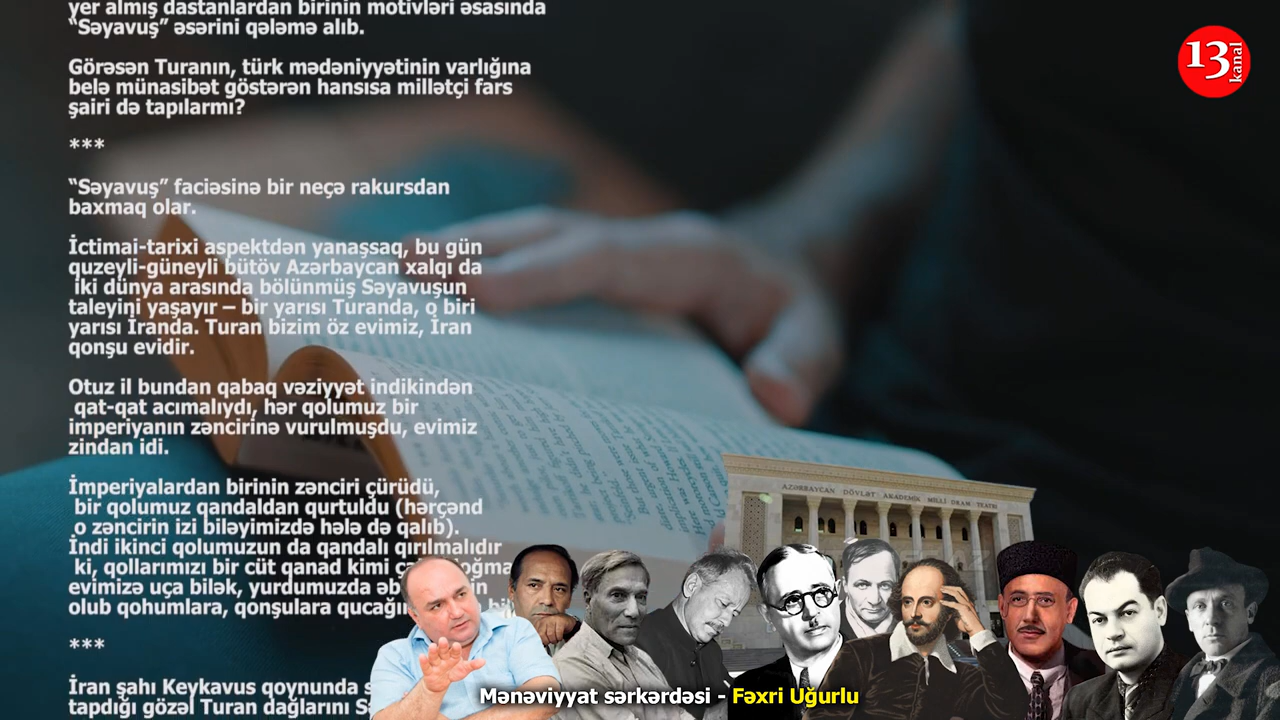 yer almış dastanlardan birinin motivləri əsasında
“Səyavuş” əsərini qələmə alıb.
Görəsən Turanın, türk mədəniyyətinin varlığına
belə münasibət göstərən hansısa millətçi fars
şairi də tapılarmı?
***
“Səyavuş” faciəsinə bir neçə rakursdan
baxmaq olar.
İctimai-tarixi aspektdən yanaşsaq, bu gün
quzeyli-güneyli bütöv Azərbaycan xalqı da
iki dünya arasında bölünmüş Səyavuşun
taleyini yaşayır – bir yarısı Turanda, o biri
yarısı İranda. Turan bizim öz evimiz, İran
qonşu evidir.
Otuz il bundan qabaq vəziyyət indikindən
qat-qat acımalıydı, hər qolumuz bir
imperiyanın zəncirinə vurulmuşdu, evimiz
zindan idi.
İmperiyalardan birinin zənciri çürüdü,
bir qolumuz qandaldan qurtuldu (hərçənd
o zəncirin izi biləyimizdə hələ də qalıb).
İndi ikinci qolumuzun da qandalı qırılmalıdır
ki, qollarımızı bir cüt qanad kimi
evimizə uça bilək, yurdumuzda
olub qohumlara, qonşulara
***
İran şahı Keykavus qoynunda
tapdığı gözəl Turan dağlarını
13
kanal
AZƏRBAYCAN DÖVLƏT AKADEMİK MİLLİ DRAM TEATRI
Mənəviyyat sərkərdəsi - Fəxri Uğurlu